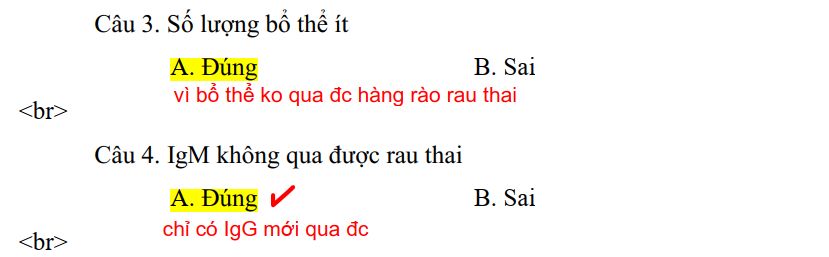 Câu 3. Số lượng bổ thể ít
A. Đúng B. Sai
vì bổ thể ko qua đc hàng rào rau thai
<br>
Câu 4. IgM không qua được rau thai
A. Đúng B. Sai
chỉ có IgG mới qua đc
<br>